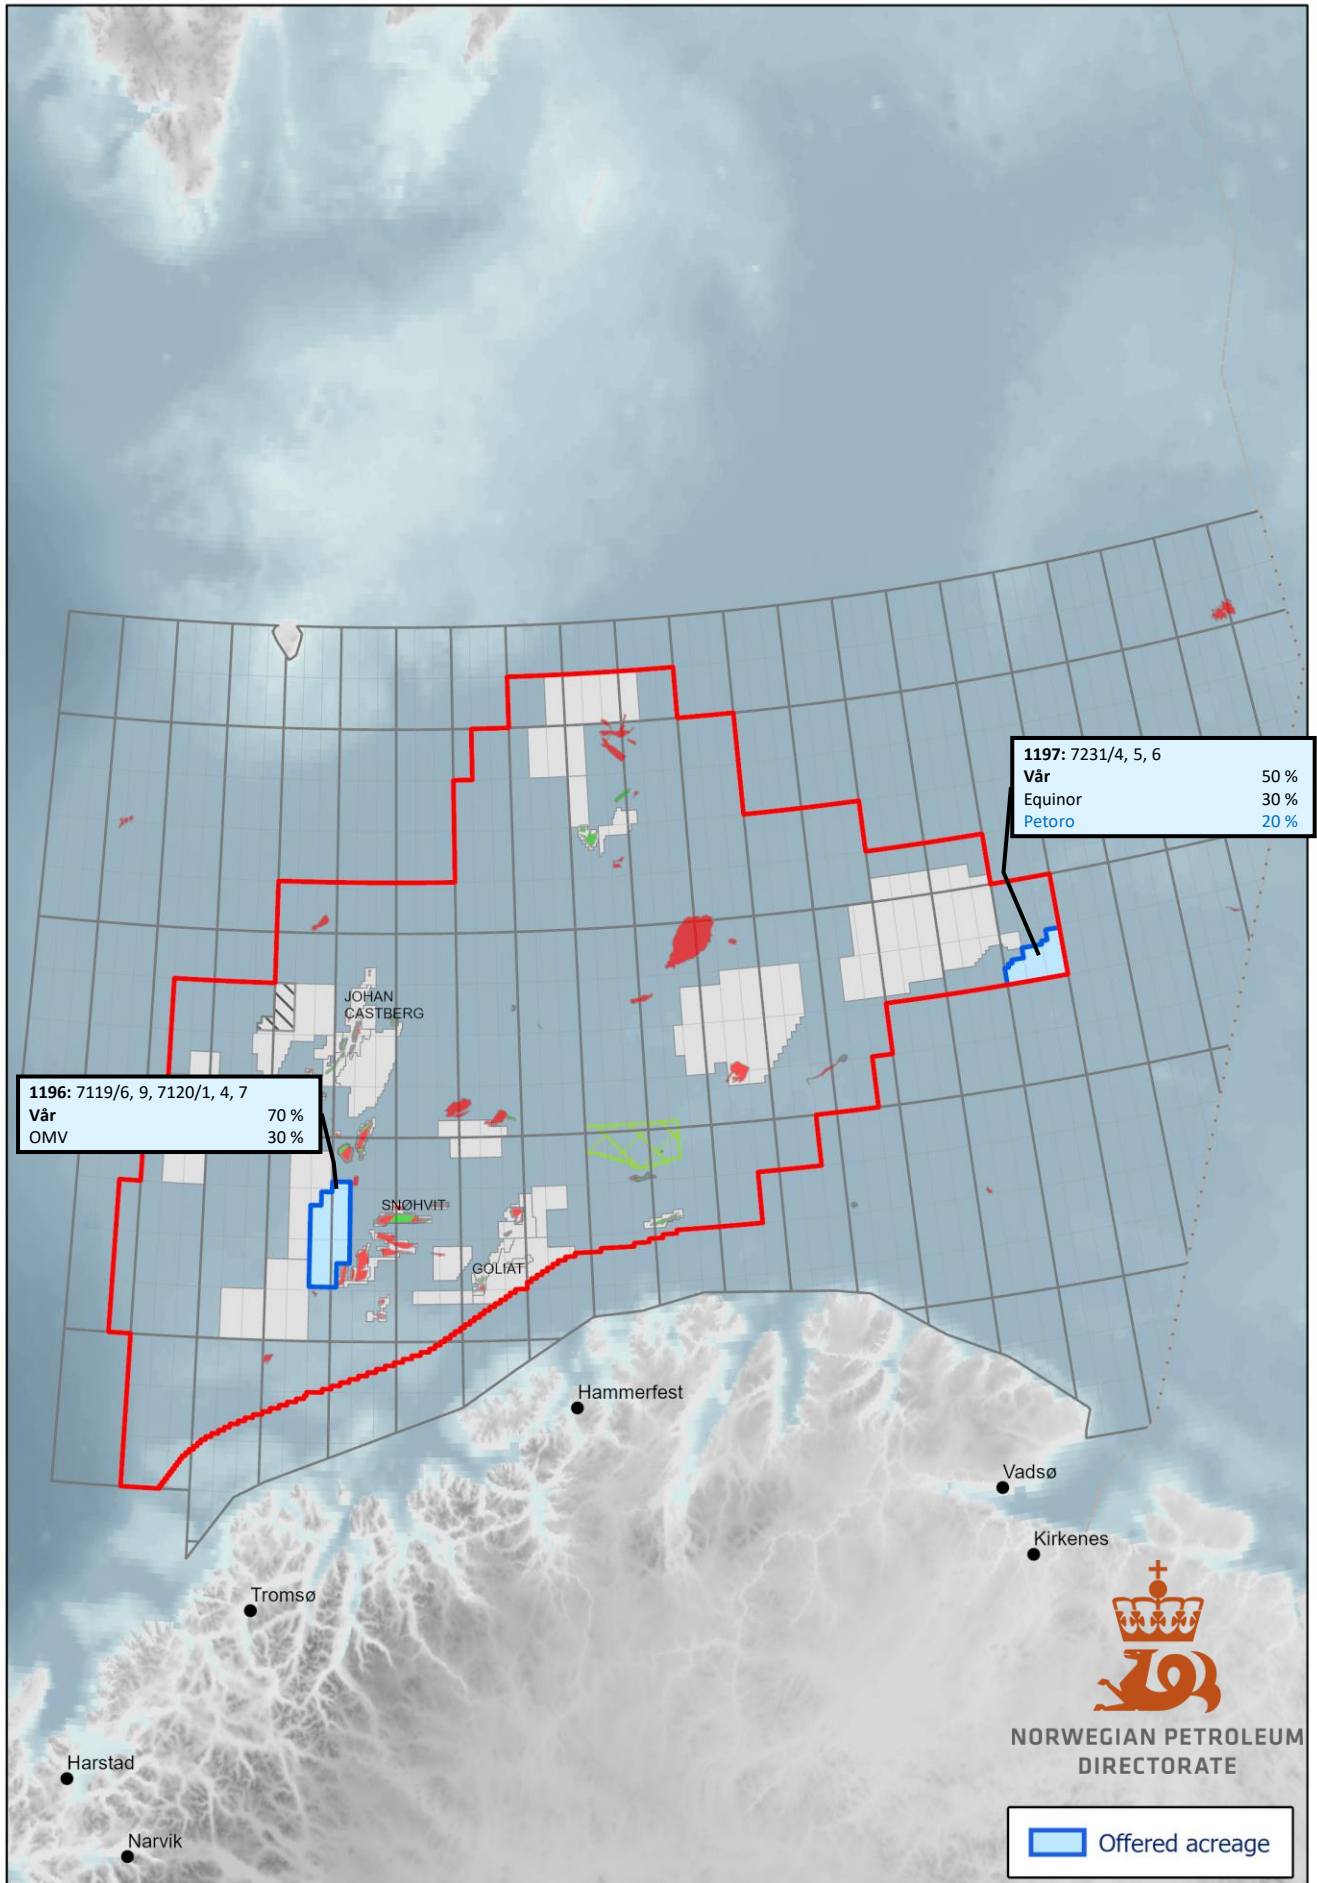 1197: 7231/4, 5, 6
Vår 50 %
Equinor 30 %
Petoro 20 %
JOHAN
CASTBERG
1196: 7119/6, 9, 7120/1, 4, 7
Vår 70 %
OMV 30 %
SNØHVIT
GOLIAT
Hammerfest
Vadsø
Kirkenes
Tromsø
NORWEGIAN PETROLEUM
DIRECTORATE
Harstad
Narvik
Offered acreage